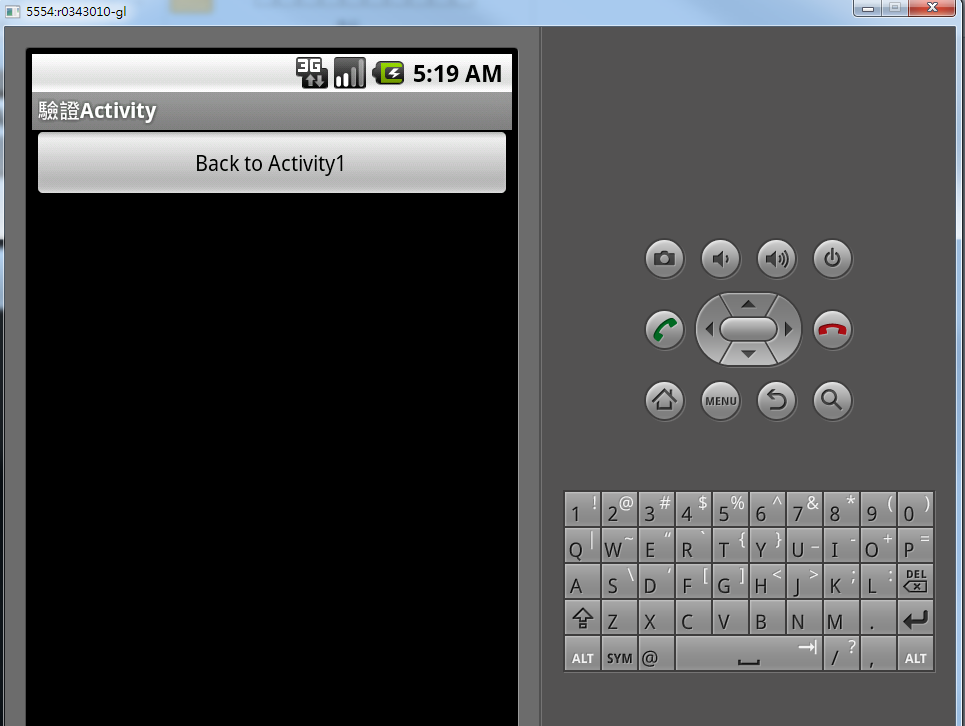 5554:r0343010-gl
3G 5:19 AM
驗證Activity
Back to Activity1
MENU
1 ! 2 @ 3 # 4 $ 5 % 6 ^ 7 & 8 * 9 ( 0 )
Q | W ~ E “ R ` T { Y } U _ I - O + P =
A S \ D ‘ F [ G ] H < J > K ; L : DEL
Z X C V B N M .
ALT SYM @ / ? , ALT